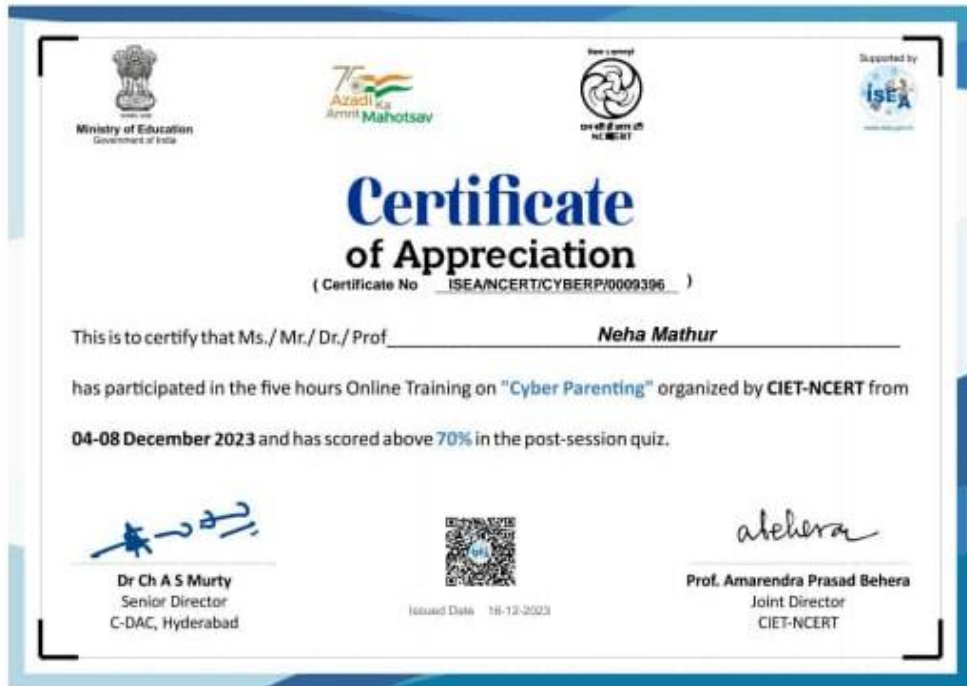 Supported by
ISEA
Ministry of Education
Government of India
75
Azadi Ka
Amrit Mahotsav
NCERT
Certificate
of Appreciation
( Certificate No ISEA/NCERT/CYBERP/0009396 )
This is to certify that Ms./ Mr./ Dr./ Prof Neha Mathur
has participated in the five hours Online Training on "Cyber Parenting" organized by CIET-NCERT from
04-08 December 2023 and has scored above 70% in the post-session quiz.
abehera
Dr Ch A S Murty
Senior Director
C-DAC, Hyderabad
Issued Date 16-12-2023
Prof. Amarendra Prasad Behera
Joint Director
CIET-NCERT